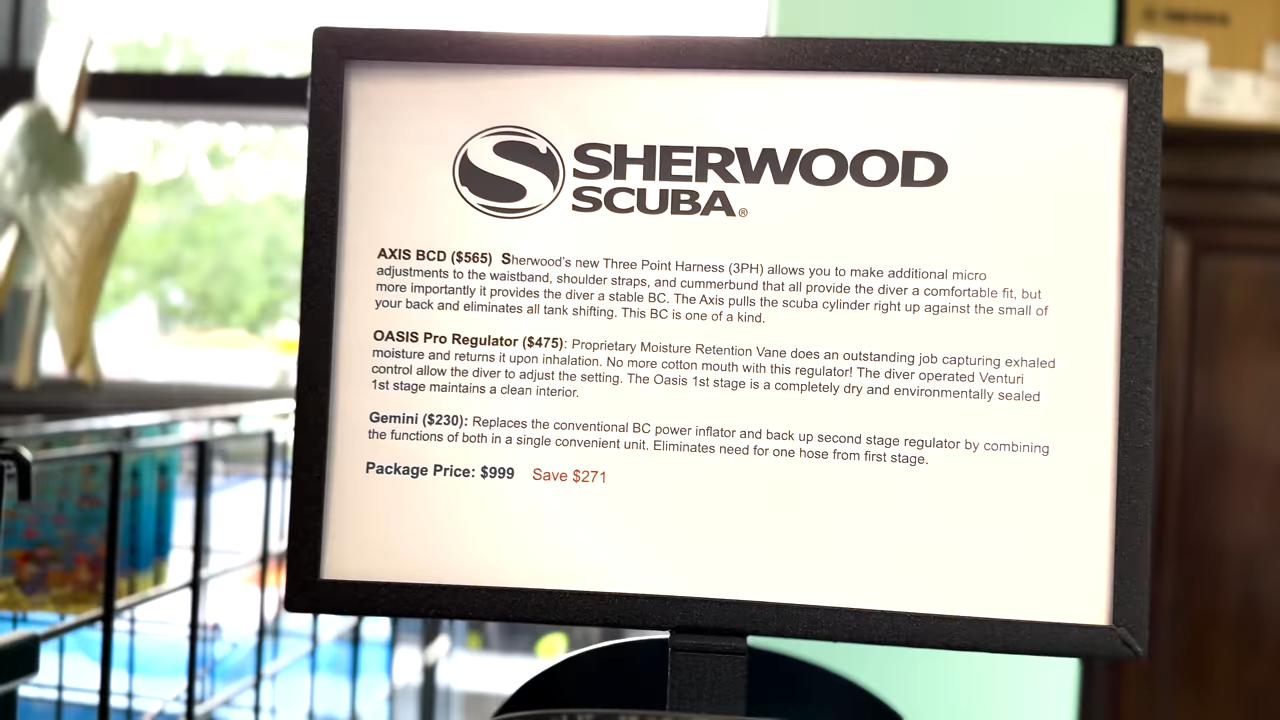 SHERWOOD
SCUBA®
AXIS BCD ($565) Sherwood's new Three Point Harness (3PH) allows you to make additional micro
adjustments to the waistband, shoulder straps, and cummerbund that all provide the diver a comfortable fit, but
more importantly it provides the diver a stable BC. The Axis pulls the scuba cylinder right up against the small of
your back and eliminates all tank shifting. This BC is one of a kind.
OASIS Pro Regulator ($475): Proprietary Moisture Retention Vane does an outstanding job capturing exhaled
moisture and returns it upon inhalation. No more cotton mouth with this regulator! The diver operated Venturi
control allow the diver to adjust the setting. The Oasis 1st stage is a completely dry and environmentally sealed
1st stage maintains a clean interior.
Gemini ($230): Replaces the conventional BC power inflator and back up second stage regulator by combining
the functions of both in a single convenient unit. Eliminates need for one hose from first stage.
Package Price: $999 Save $271